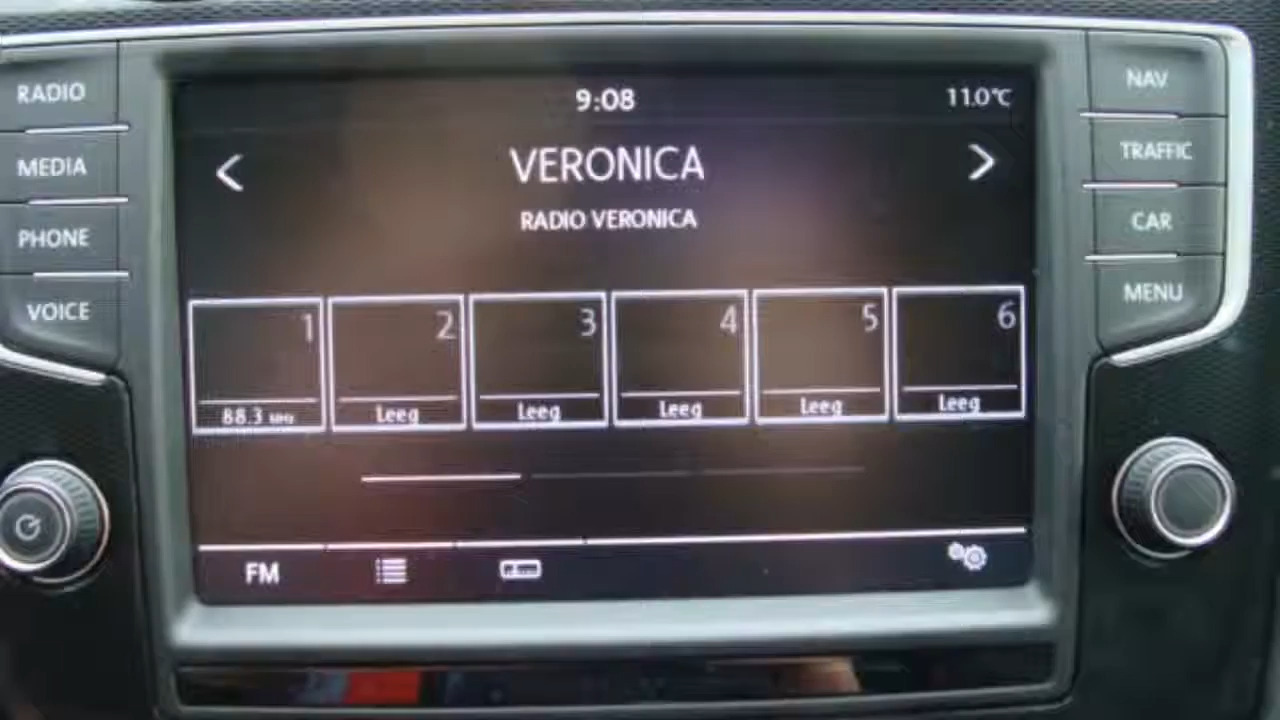 RADIO
MEDIA
PHONE
VOICE
9:08
11.0°C
VERONICA
RADIO VERONICA
1
2
3
4
5
6
88.3 MHz
Leeg
Leeg
Leeg
Leeg
Leeg
FM
NAV
TRAFFIC
CAR
MENU